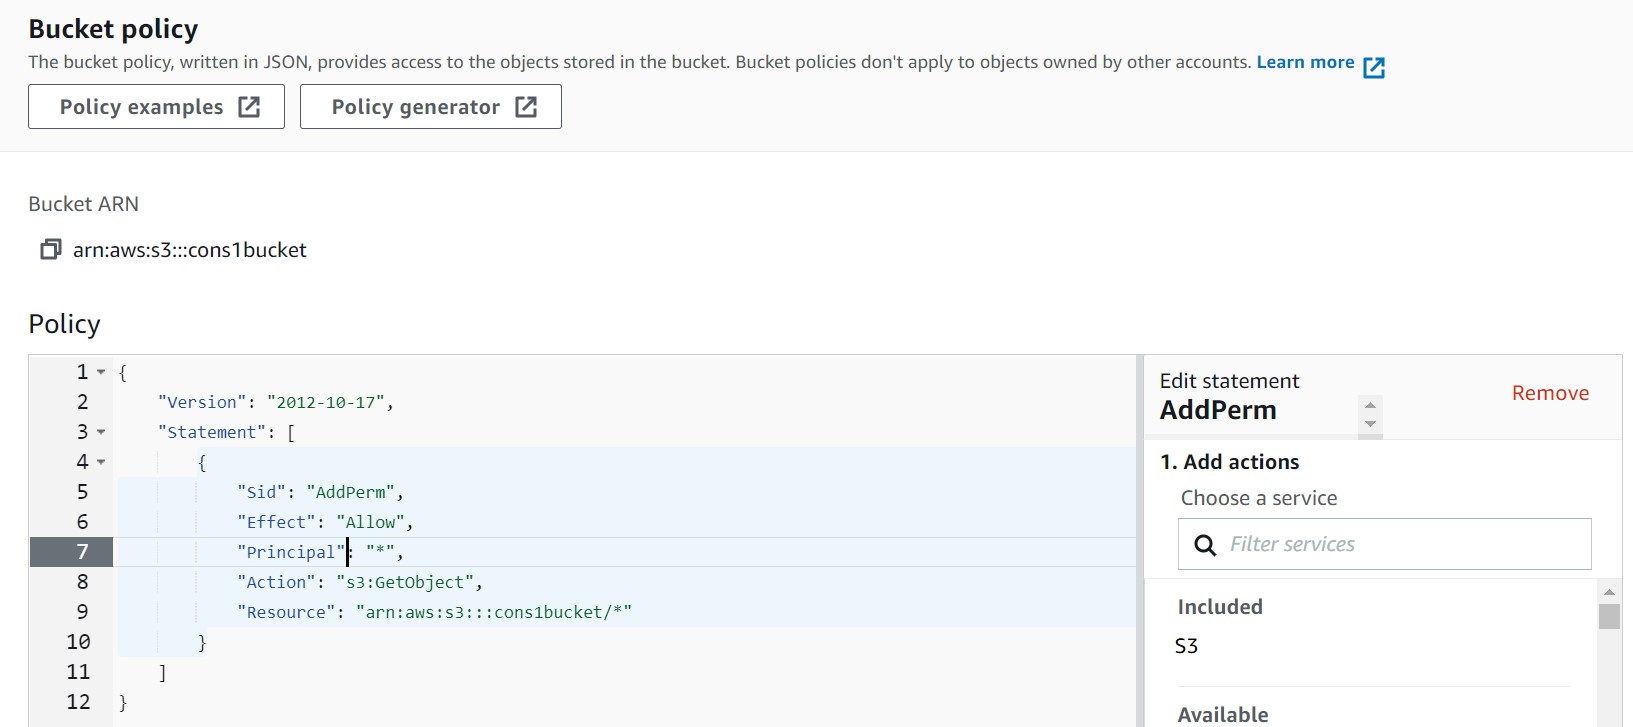 Bucket policy
The bucket policy, written in JSON, provides access to the objects stored in the bucket. Bucket policies don't apply to objects owned by other accounts. Learn more
Policy examples Policy generator
Bucket ARN
arn:aws:s3:::cons1bucket
Policy
1 {
2 "Version": "2012-10-17",
3 "Statement": [
4 {
5 "Sid": "AddPerm",
6 "Effect": "Allow",
7 "Principal": "*",
8 "Action": "s3:GetObject",
9 "Resource": "arn:aws:s3:::cons1bucket/*"
10 }
11 ]
12 }
Edit statement
AddPerm
Remove
1. Add actions
Choose a service
Filter services
Included
S3
Available